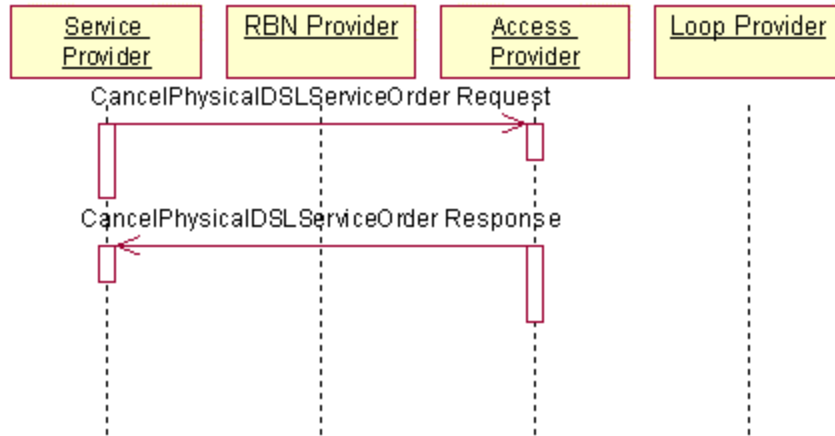 Service
Provider
RBN Provider
Access
Provider
Loop Provider
CancelPhysicalDSLServiceOrder Request
CancelPhysicalDSLServiceOrder Response